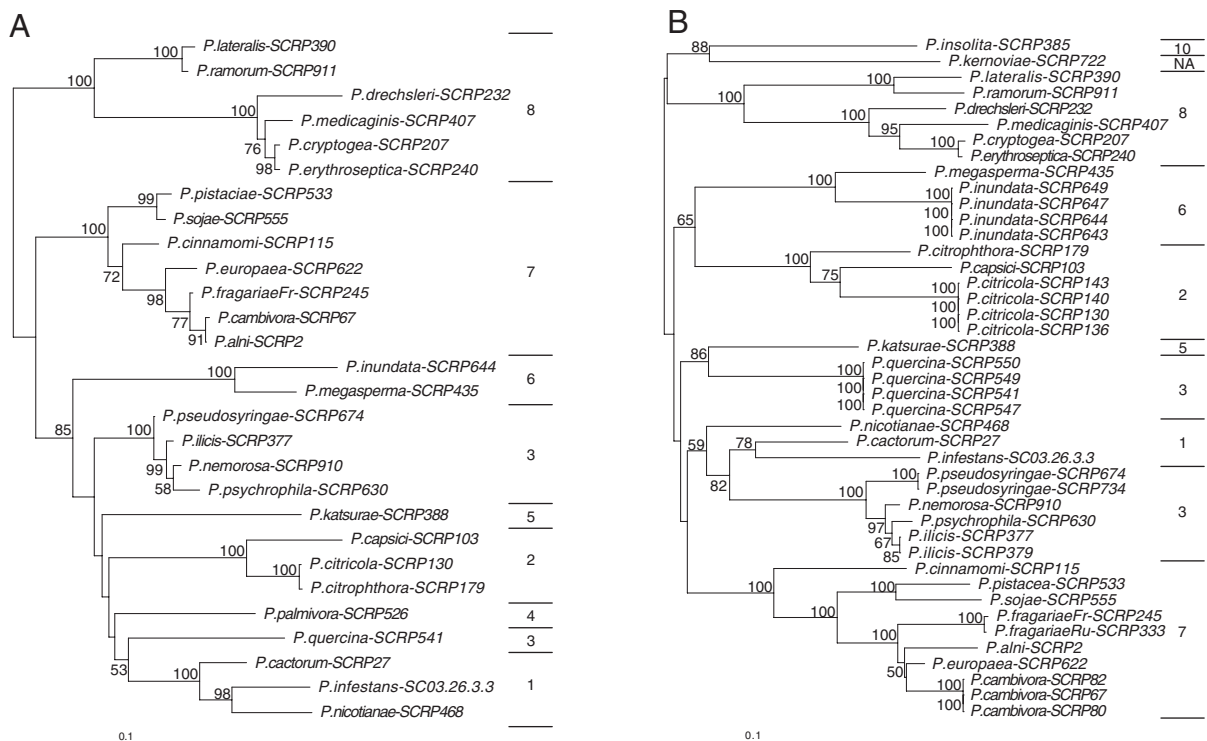 A
P.lateralis-SCRP390
100
P.ramorum-SCRP911
100
P.drechsleri-SCRP232
100
P.medicaginis-SCRP407
76
P.cryptogea-SCRP207
98
P.erythroseptica-SCRP240
8
P.pistaciae-SCRP533
99
P.sojae-SCRP555
100
P.cinnamomi-SCRP115
72
P.europaea-SCRP622
98
P.fragariaeFr-SCRP245
77
P.cambivora-SCRP67
91
P.alni-SCRP2
7
P.inundata-SCRP644
100
P.megasperma-SCRP435
6
85
P.pseudosyringae-SCRP674
100
P.ilicis-SCRP377
99
P.nemorosa-SCRP910
58
P.psychrophila-SCRP630
3
P.katsurae-SCRP388
5
P.capsici-SCRP103
100
P.citricola-SCRP130
100
P.citrophthora-SCRP179
2
P.palmivora-SCRP526
4
P.quercina-SCRP541
3
53
P.cactorum-SCRP27
100
P.infestans-SC03.26.3.3
98
P.nicotianae-SCRP468
1
0.1
B
P.insolita-SCRP385
10
88
P.kernoviae-SCRP722
NA
P.lateralis-SCRP390
100
P.ramorum-SCRP911
100
P.drechsleri-SCRP232
100
P.medicaginis-SCRP407
95
P.cryptogea-SCRP207
100
P.erythroseptica-SCRP240
8
P.megasperma-SCRP435
100
P.inundata-SCRP649
100
P.inundata-SCRP647
100
P.inundata-SCRP644
100
P.inundata-SCRP643
6
65
P.citrophthora-SCRP179
100
P.capsici-SCRP103
75
P.citricola-SCRP143
100
P.citricola-SCRP140
100
P.citricola-SCRP130
100
P.citricola-SCRP136
2
P.katsurae-SCRP388
5
86
P.quercina-SCRP550
100
P.quercina-SCRP549
100
P.quercina-SCRP541
100
P.quercina-SCRP547
3
P.nicotianae-SCRP468
59
P.cactorum-SCRP27
78
P.infestans-SC03.26.3.3
1
82
P.pseudosyringae-SCRP674
100
P.pseudosyringae-SCRP734
100
P.nemorosa-SCRP910
97
P.psychrophila-SCRP630
67
P.ilicis-SCRP377
85
P.ilicis-SCRP379
3
P.cinnamomi-SCRP115
100
P.pistacea-SCRP533
100
P.sojae-SCRP555
100
P.fragariaeFr-SCRP245
100
P.fragariaeRu-SCRP333
100
P.alni-SCRP2
P.europaea-SCRP622
50
P.cambivora-SCRP82
100
P.cambivora-SCRP67
100
P.cambivora-SCRP80
7
0.1